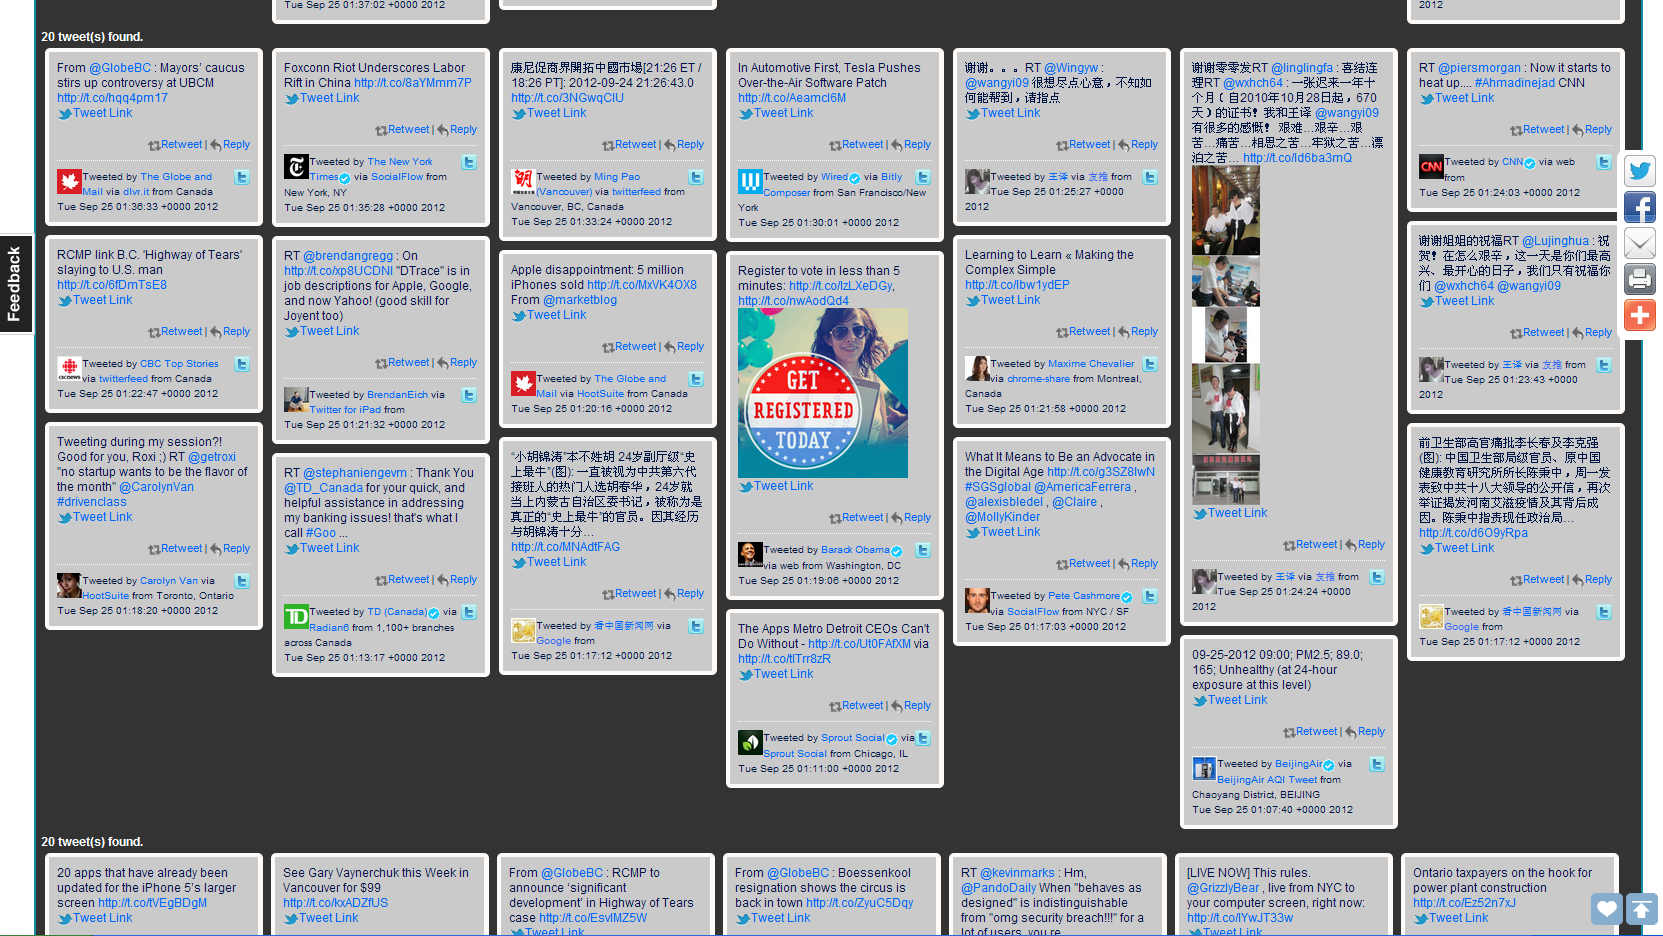 Tue Sep 25 01:37:02 +0000 2012
2012
20 tweet(s) found.
From @GlobeBC : Mayors' caucus
stirs up controversy at UBCM
http://t.co/hqq4pm17
Tweet Link
Retweet | Reply
Tweeted by The Globe and
Mail via dlvr.it from Canada
Tue Sep 25 01:36:33 +0000 2012
RCMP link B.C. 'Highway of Tears'
slaying to U.S. man
http://t.co/6fDmTsE8
Tweet Link
Retweet | Reply
Tweeted by CBC Top Stories
via twitterfeed from Canada
Tue Sep 25 01:22:47 +0000 2012
Tweeting during my session?!
Good for you, Roxi ;) RT @getroxi
"no startup wants to be the flavor of
the month" @CarolynVan
#drivenclass
Tweet Link
Retweet | Reply
Tweeted by Carolyn Van via
HootSuite from Toronto, Ontario
Tue Sep 25 01:18:20 +0000 2012
Foxconn Riot Underscores Labor
Rift in China http://t.co/8aYMmm7P
Tweet Link
Retweet | Reply
Tweeted by The New York
Times via SocialFlow from
New York, NY
Tue Sep 25 01:35:28 +0000 2012
RT @brendangregg : On
http://t.co/xp8UCDNI "DTrace" is in
job descriptions for Apple, Google,
and now Yahoo! (good skill for
Joyent too)
Tweet Link
Retweet | Reply
Tweeted by BrendanEich via
Twitter for iPad from
Tue Sep 25 01:21:32 +0000 2012
RT @stephaniengevm : Thank You
@TD_Canada for your quick, and
helpful assistance in addressing
my banking issues! that's what I
call #Goo ...
Tweet Link
Retweet | Reply
TD
Tweeted by TD (Canada) via
Radian6 from 1,100+ branches
across Canada
Tue Sep 25 01:13:17 +0000 2012
康尼促商界開拓中國市場[21:26 ET /
18:26 PT]: 2012-09-24 21:26:43.0
http://t.co/3NGwqClU
Tweet Link
Retweet | Reply
Tweeted by Ming Pao
(Vancouver) via twitterfeed from
Vancouver, BC, Canada
Tue Sep 25 01:33:24 +0000 2012
Apple disappointment: 5 million
iPhones sold http://t.co/MxVK4OX8
From @marketblog
Tweet Link
Retweet | Reply
Tweeted by The Globe and
Mail via HootSuite from Canada
Tue Sep 25 01:20:16 +0000 2012
“小胡锦涛”本不姓胡 24岁副厅级“史
上最牛”(图): 一直被视为中共第六代
接班人的热门人选胡春华，24岁就
当上内蒙古自治区委书记，被称为是
真正的“史上最牛”的官员。因其经历
与胡锦涛十分...
http://t.co/MNAdtFAG
Tweet Link
Retweet | Reply
Tweeted by 看中国新闻网 via
Google from
Tue Sep 25 01:17:12 +0000 2012
In Automotive First, Tesla Pushes
Over-the-Air Software Patch
http://t.co/Aeamcl6M
Tweet Link
Retweet | Reply
Tweeted by Wired via Bitly
Composer from San Francisco/New
York
Tue Sep 25 01:30:01 +0000 2012
Register to vote in less than 5
minutes: http://t.co/lzLXeDGy,
http://t.co/nwAodQd4
GET
REGISTERED
TODAY
Tweet Link
Retweet | Reply
Tweeted by Barack Obama
via web from Washington, DC
Tue Sep 25 01:19:06 +0000 2012
The Apps Metro Detroit CEOs Can't
Do Without - http://t.co/Ut0FAfXM via
http://t.co/tlTrr8zR
Tweet Link
Retweet | Reply
Tweeted by Sprout Social via
Sprout Social from Chicago, IL
Tue Sep 25 01:11:00 +0000 2012
谢谢。。。RT @Wingyw :
@wangyi09 很想尽点心意，不知如
何能帮到，请指点
Tweet Link
Retweet | Reply
Tweeted by 王译 via 友推 from
Tue Sep 25 01:25:27 +0000
2012
Learning to Learn « Making the
Complex Simple
http://t.co/Ibw1ydEP
Tweet Link
Retweet | Reply
Tweeted by Maxime Chevalier
via chrome-share from Montreal,
Canada
Tue Sep 25 01:21:58 +0000 2012
What It Means to Be an Advocate in
the Digital Age http://t.co/g3SZ8IwN
#SGSglobal @AmericaFerrera ,
@alexisbledel , @Claire ,
@MollyKinder
Tweet Link
Retweet | Reply
Tweeted by Pete Cashmore
via SocialFlow from NYC / SF
Tue Sep 25 01:17:03 +0000 2012
谢谢零零发RT @linglingfa : 喜结连
理RT @wxhch64 : 一张迟来一年十
个月（自2010年10月28日起，670
天）的证书！我和王译 @wangyi09
有很多的感慨！ 艰难...艰辛...艰
苦...痛苦...相思之苦...牢狱之苦...漂
泊之苦... http://t.co/ld6ba3mQ
Tweet Link
Retweet | Reply
Tweeted by 王译 via 友推 from
Tue Sep 25 01:24:24 +0000
2012
09-25-2012 09:00; PM2.5; 89.0;
165; Unhealthy (at 24-hour
exposure at this level)
Tweet Link
Retweet | Reply
Tweeted by BeijingAir via
BeijingAir AQI Tweet from
Chaoyang District, BEIJING
Tue Sep 25 01:07:40 +0000 2012
RT @piersmorgan : Now it starts to
heat up.... #Ahmadinejad CNN
Tweet Link
Retweet | Reply
CNN
Tweeted by CNN via web
from
Tue Sep 25 01:24:03 +0000 2012
谢谢姐姐的祝福RT @Lujinghua : 祝
贺！在怎么艰辛，这一天是你们最高
兴、最开心的日子，我们只有祝福你
们 @wxhch64 @wangyi09
Tweet Link
Retweet | Reply
Tweeted by 王译 via 友推 from
Tue Sep 25 01:23:43 +0000
2012
前卫生部高官痛批李长春及李克强
(图): 中国卫生部局级官员、原中国
健康教育研究所所长陈秉中，周一发
表致中共十八大领导的公开信，再次
举证揭发河南艾滋疫情及其背后成
因。陈秉中指责现任政治局...
http://t.co/d6O9yRpa
Tweet Link
Retweet | Reply
Tweeted by 看中国新闻网 via
Google from
Tue Sep 25 01:17:12 +0000 2012
Feedback
20 tweet(s) found.
20 apps that have already been
updated for the iPhone 5's larger
screen http://t.co/tVEgBDgM
Tweet Link
See Gary Vaynerchuk this Week in
Vancouver for $99
http://t.co/kxADZfUS
Tweet Link
From @GlobeBC : RCMP to
announce 'significant
development' in Highway of Tears
case http://t.co/EsvlMZ5W
Tweet Link
From @GlobeBC : Boessenkool
resignation shows the circus is
back in town http://t.co/ZyuC5Dqy
Tweet Link
RT @kevinmarks : Hm,
@PandoDaily When "behaves as
designed" is indistinguishable
from "omg security breach!!!" for a
lot of users, you re
[LIVE NOW] This rules.
@GrizzlyBear , live from NYC to
your computer screen, right now:
http://t.co/lYwJT33w
Tweet Link
Ontario taxpayers on the hook for
power plant construction
http://t.co/Ez52n7xJ
Tweet Link